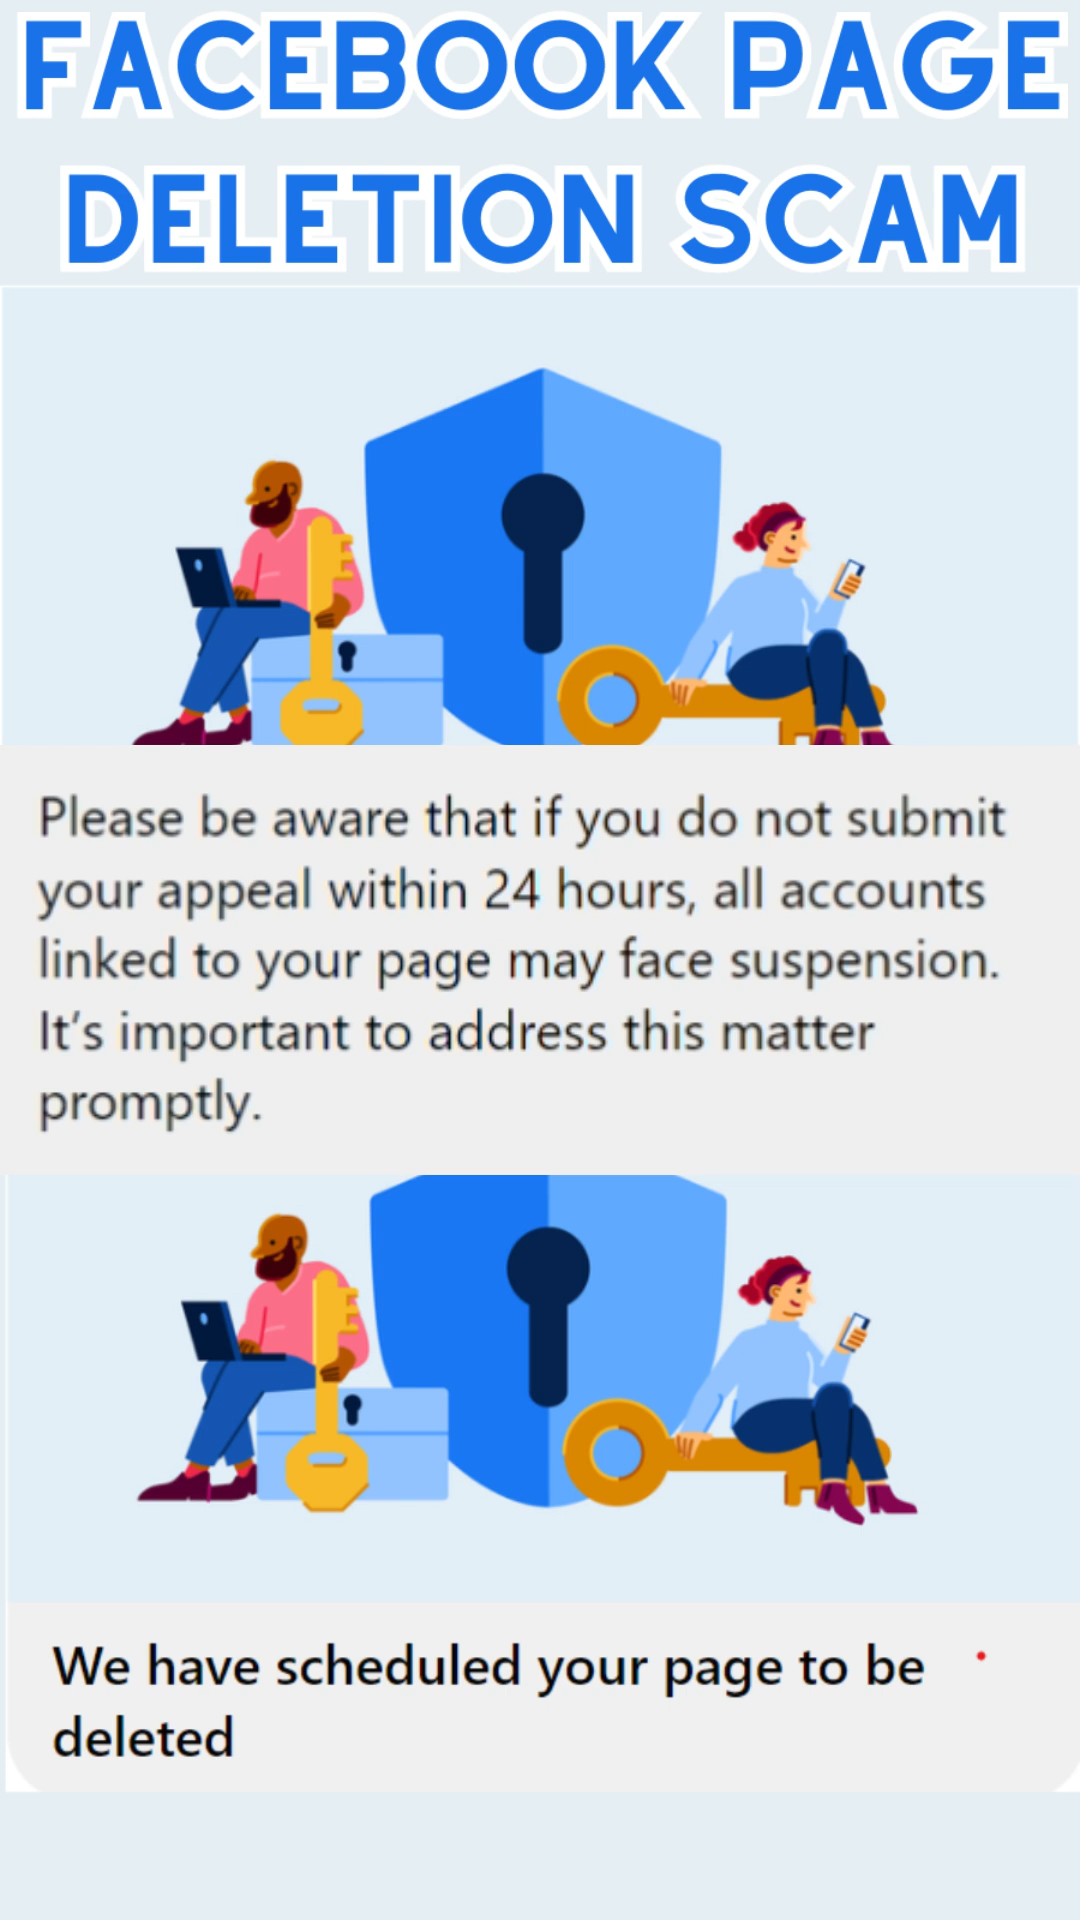 FACEBOOK PAGE
DELETION SCAM
Please be aware that if you do not submit
your appeal within 24 hours, all accounts
linked to your page may face suspension.
It's important to address this matter
promptly.
We have scheduled your page to be
deleted